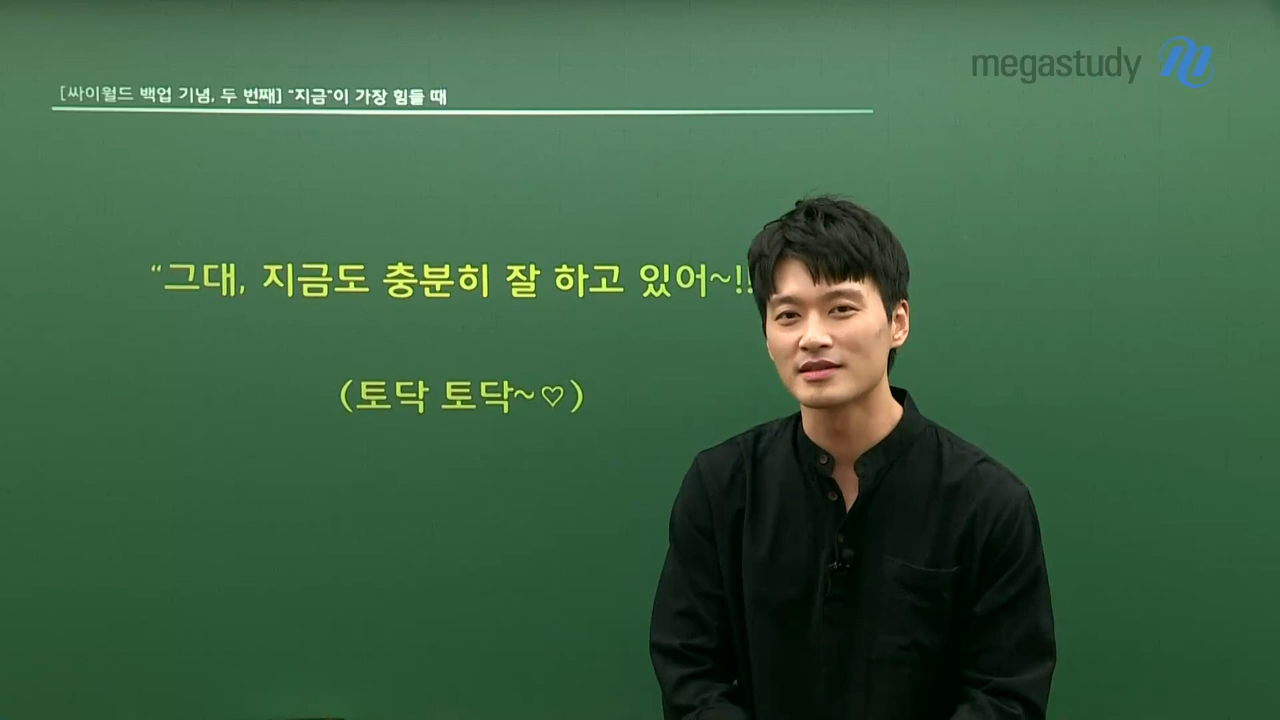 megastudy
[싸이월드 백업 기념, 두 번째] "지금"이 가장 힘들 때
“그대, 지금도 충분히 잘 하고 있어~!!
(토닥 토닥~♡)